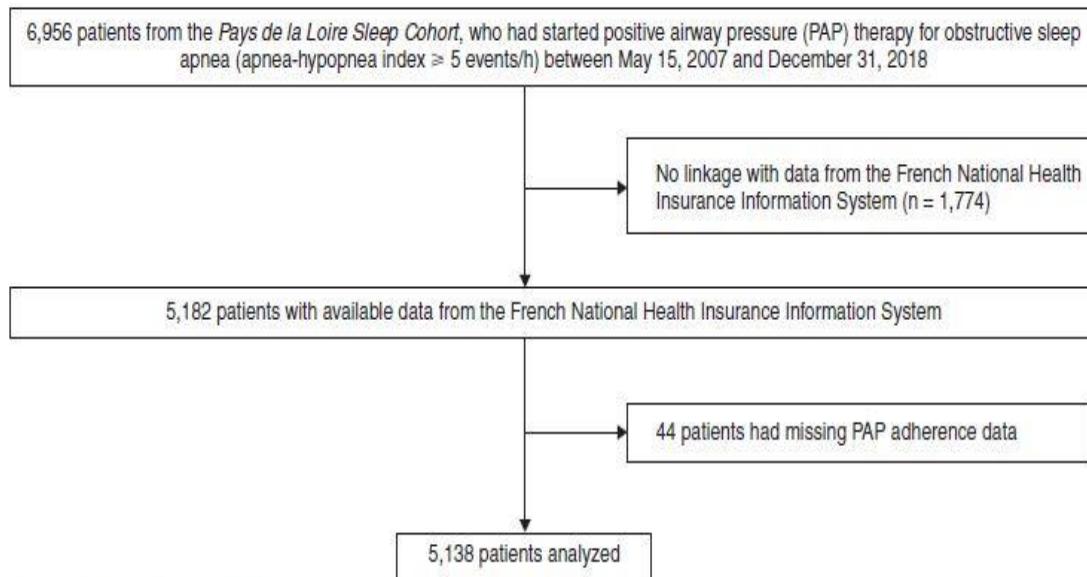 6,956 patients from the Pays de la Loire Sleep Cohort, who had started positive airway pressure (PAP) therapy for obstructive sleep
apnea (apnea-hypopnea index ⩾ 5 events/h) between May 15, 2007 and December 31, 2018
No linkage with data from the French National Health
Insurance Information System (n = 1,774)
5,182 patients with available data from the French National Health Insurance Information System
44 patients had missing PAP adherence data
5,138 patients analyzed